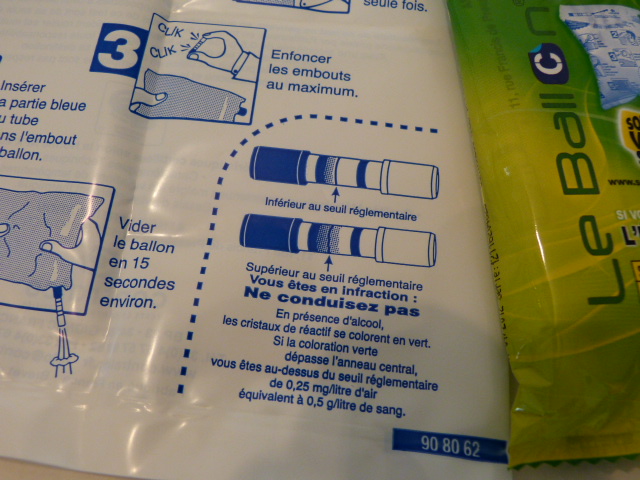 seule fois.
3
CLIK
CLIK
Enfoncer
les embouts
au maximum.
Insérer
a partie bleue
u tube
ns l'embout
ballon.
Vider
le ballon
en 15
secondes
environ.
Inférieur au seuil réglementaire
Supérieur au seuil réglementaire
Vous êtes en infraction :
Ne conduisez pas
En présence d'alcool,
les cristaux de réactif se colorent en vert.
Si la coloration verte
dépasse l'anneau central,
vous êtes au-dessus du seuil réglementaire
de 0,25 mg/litre d'air
équivalent à 0,5 g/litre de sang.
90 80 62
Le Ballon
SI VO
L'